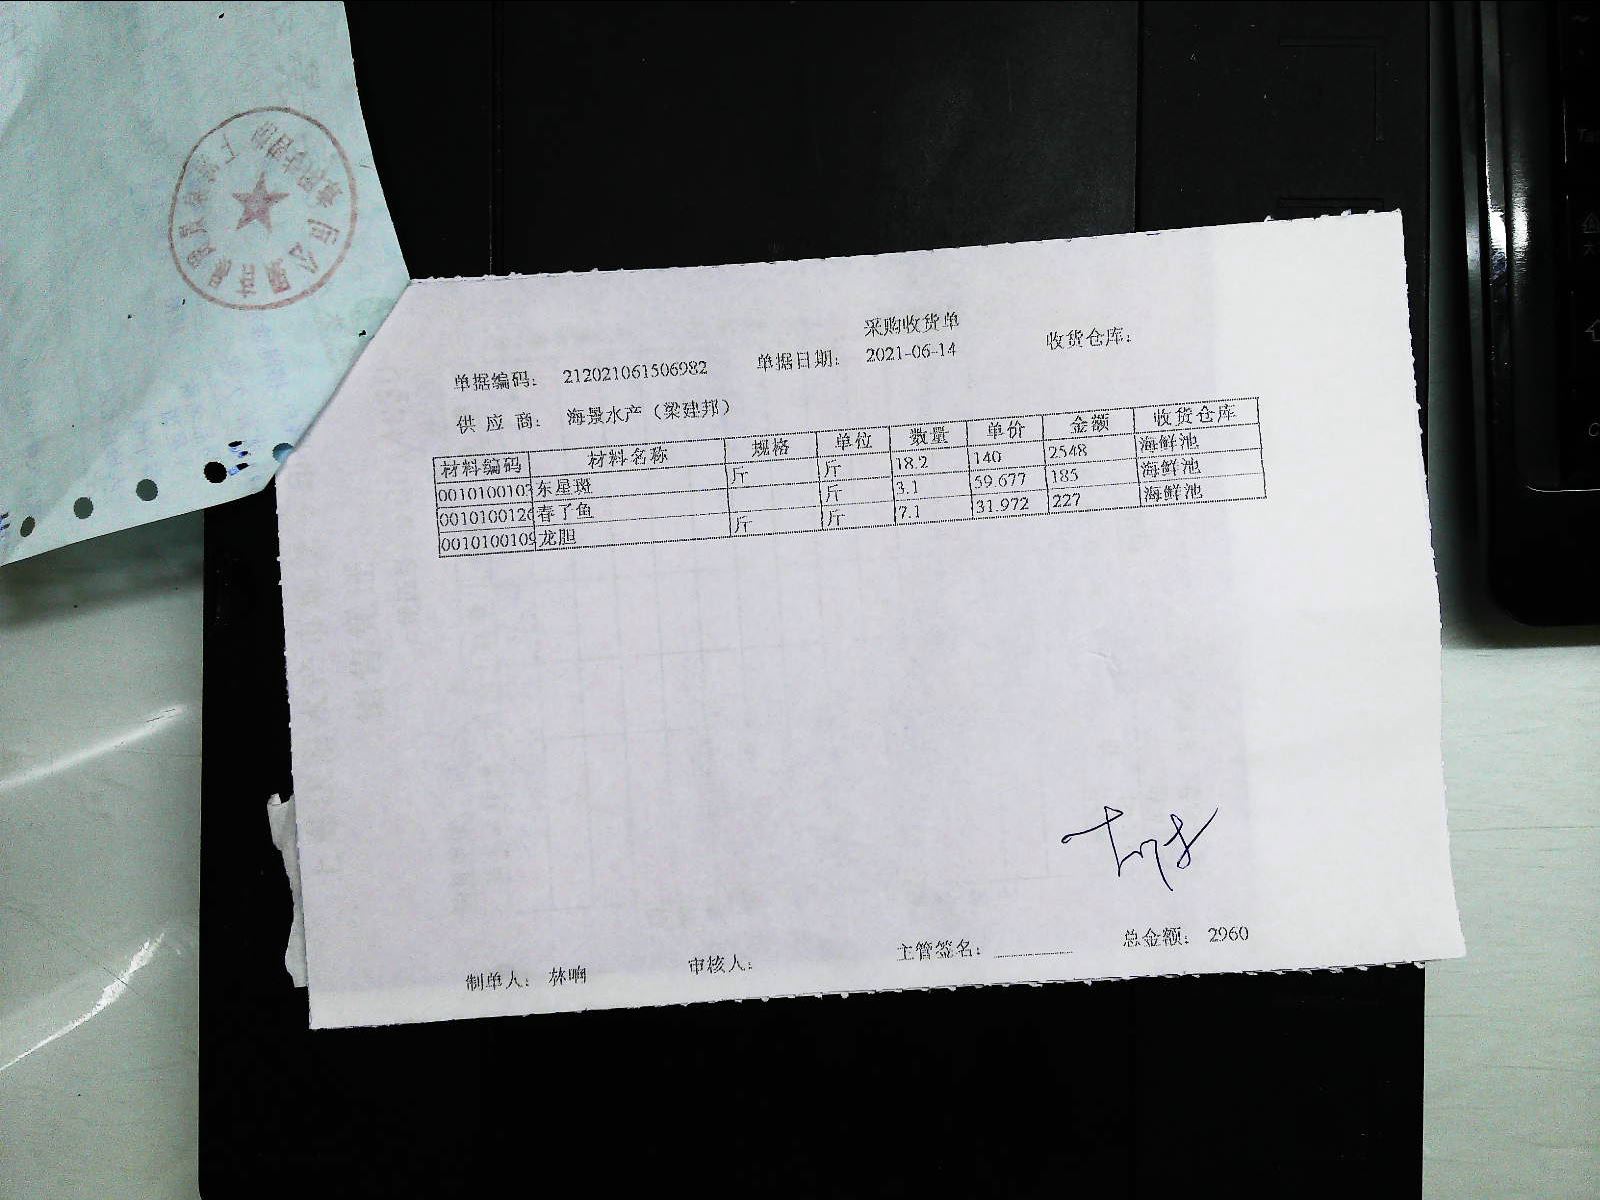 采购收货单
单据编码： 212021061506982 单据日期： 2021-06-14 收货仓库：
供 应 商： 海景水产（梁建邦）
材料编码 材料名称 规格 单位 数量 单价 金额 收货仓库
0010100103 东星斑 斤 斤 18.2 140 2548 海鲜池
0010100126 春了鱼 斤 3.1 59.677 185 海鲜池
0010100109 龙胆 斤 斤 7.1 31.972 227 海鲜池
制单人： 林响 审核人： 主管签名： 总金额： 2960